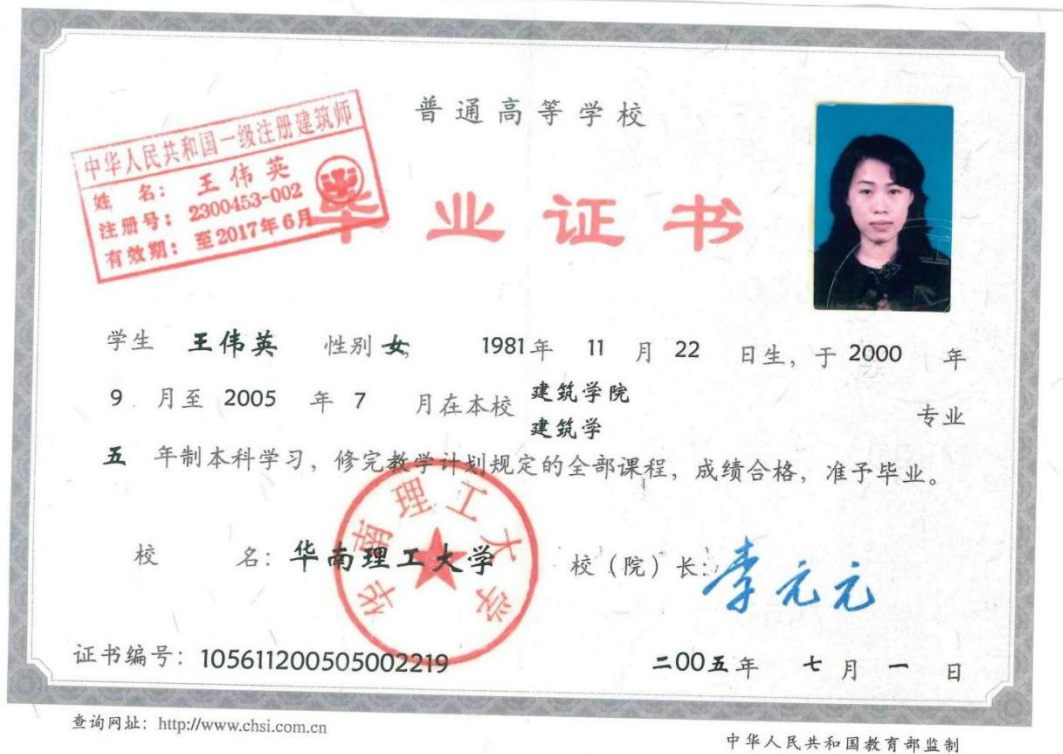 普通高等学校
中华人民共和国一级注册建筑师
姓 名: 王伟英
注册号: 2300453-002
有效期: 至2017年6月
毕业证书
学生 王伟英 性别 女, 1981年 11 月 22 日生, 于 2000 年
9 月至 2005 年 7 月在本校 建筑学院
建筑学 专业
五 年制本科学习, 修完教学计划规定的全部课程, 成绩合格, 准予毕业。
华南理工大学
校 名: 华南理工大学 校(院)长: 李元元
证书编号: 105611200505002219 二00五年 七月 一 日
查询网址: http://www.chsi.com.cn
中华人民共和国教育部监制